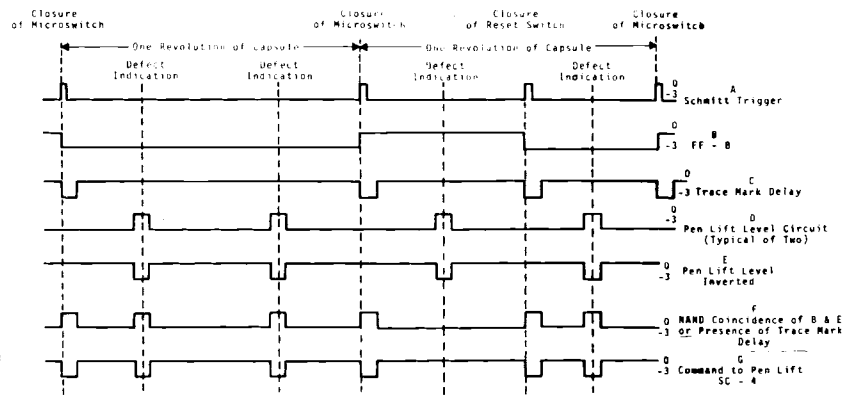 Closure of Microswitch
Closure of Microswitch
Closure of Reset Switch
Closure of Microswitch
One Revolution of Capsule
One Revolution of Capsule
Defect Indication
Defect Indication
Defect Indication
Defect Indication
0
-3
A
Schmitt Trigger
0
-3
B
FF - B
0
-3
C
Trace Mark Delay
0
-3
D
Pen Lift Level Circuit
(Typical of Two)
0
-3
E
Pen Lift Level
Inverted
0
-3
F
NAND Coincidence of B & E
or Presence of Trace Mark
Delay
0
-3
G
Command to Pen Lift
SC - 4